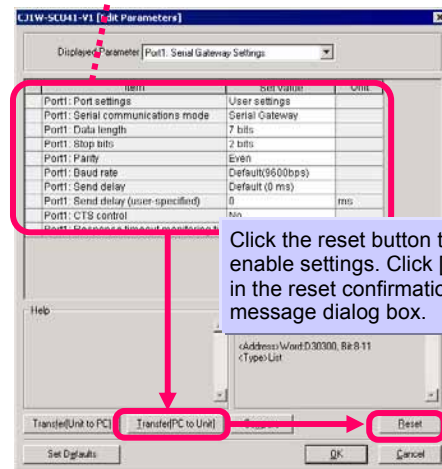 CJ1W-SCU41-V1 [Edit Parameters]
Displayed Parameter Port1: Serial Gateway Settings
Item Set Value Unit
Port1: Port settings User settings
Port1: Serial communications mode Serial Gateway
Port1: Data length 7 bits
Port1: Stop bits 2 bits
Port1: Parity Even
Port1: Baud rate Default(9600bps)
Port1: Send delay Default (0 ms)
Port1: Send delay (user-specified) 0 ms
Port1: CTS control No
Port1: Response timeout monitoring
Click the reset button t
enable settings. Click [
in the reset confirmatio
message dialog box.
Help
<Address>Word:D30300, Bit:8-11
<Type>List
Transfer[Unit to PC] Transfer[PC to Unit] Reset
Set Defaults OK Cancel